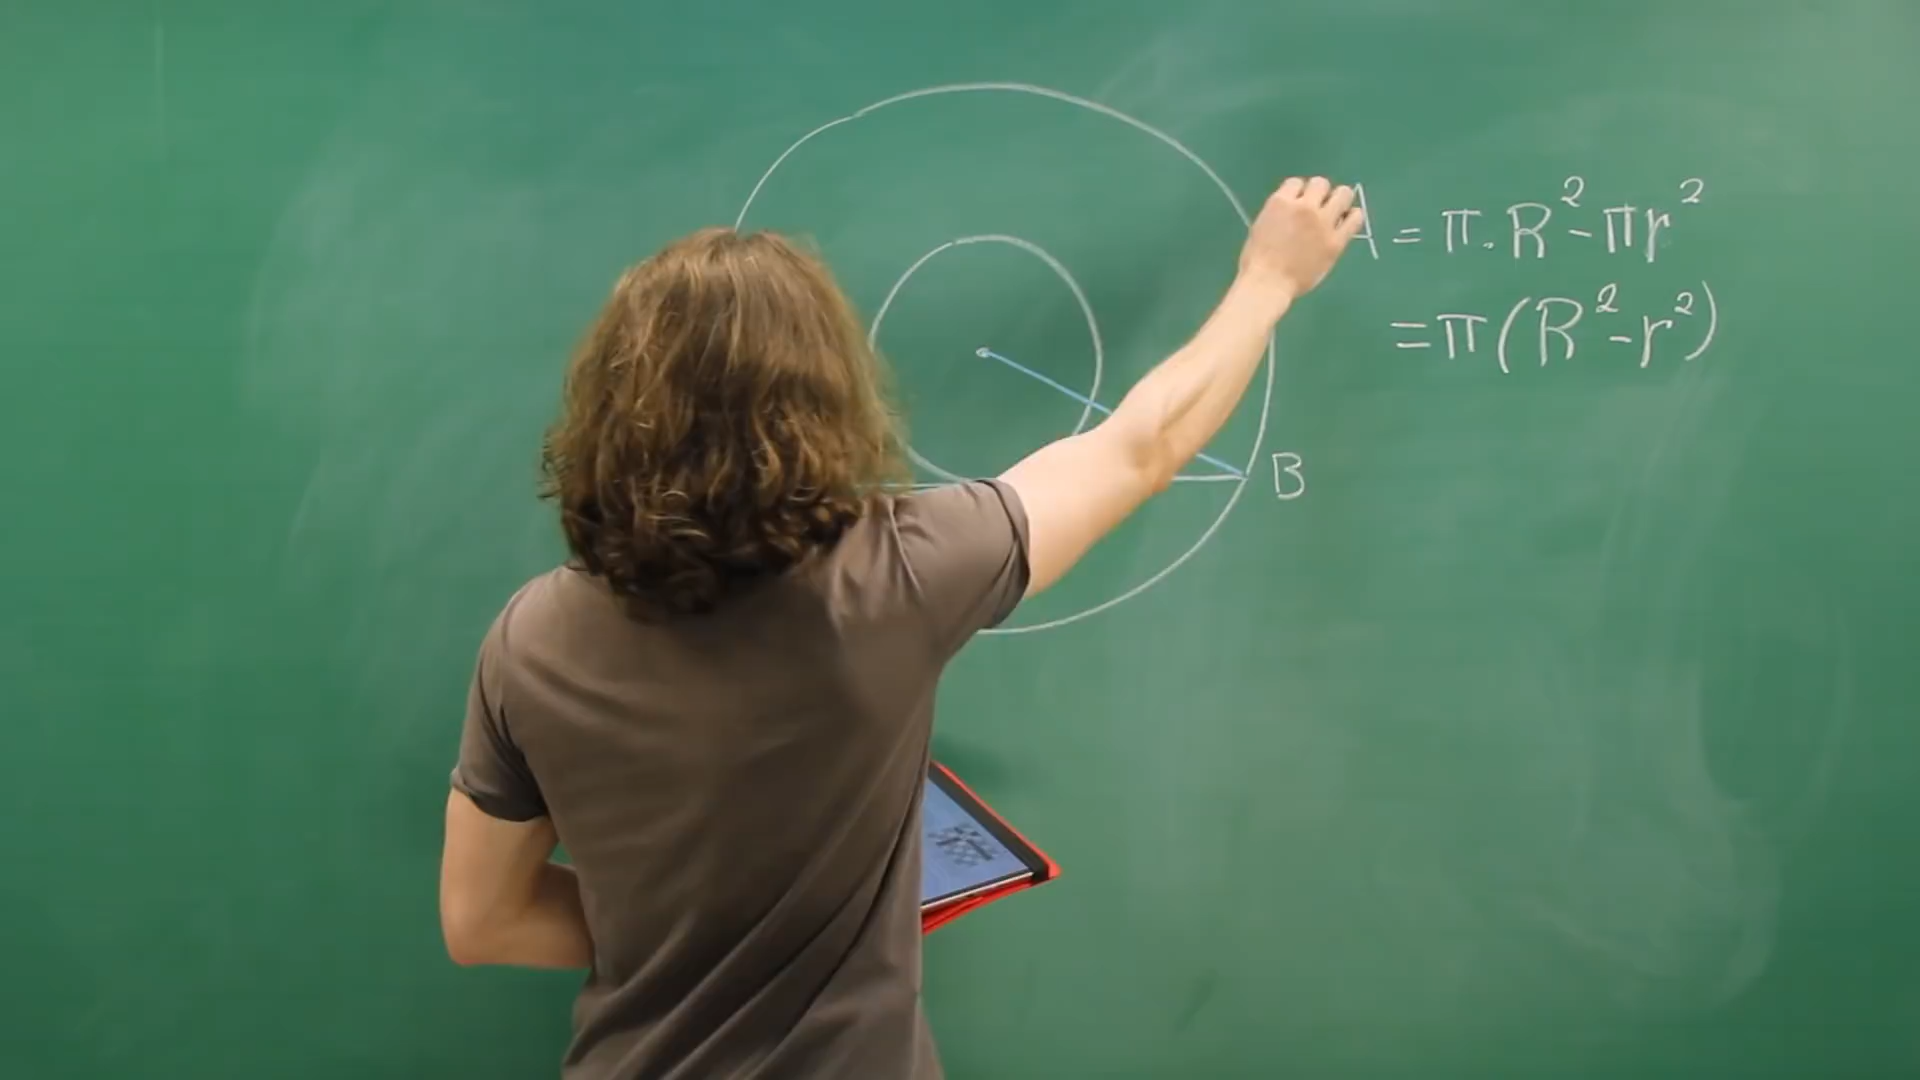 A = π . R² - πr²
= π (R² - r²)
B